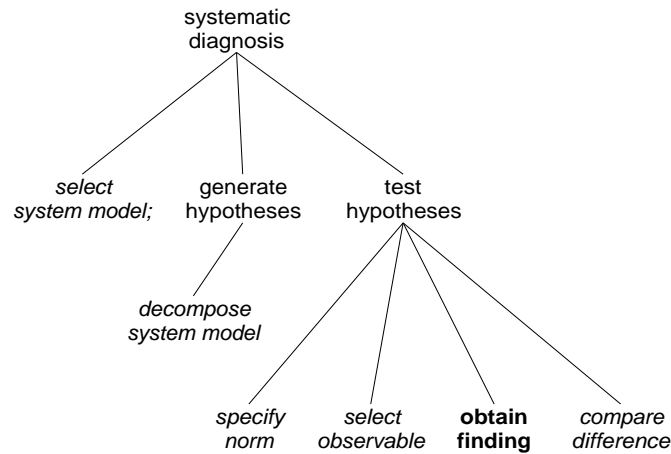 systematic
diagnosis
select
system model;
generate
hypotheses
test
hypotheses
decompose
system model
specify
norm
select
observable
obtain
finding
compare
difference